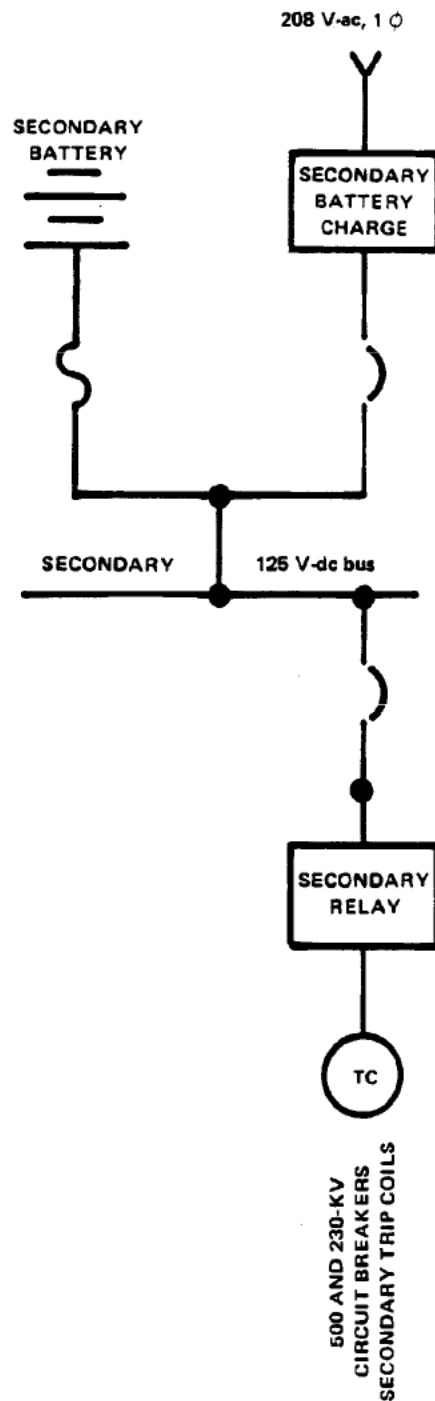 208 V-ac, 1 ϕ
SECONDARY
BATTERY
SECONDARY
BATTERY
CHARGE
SECONDARY 125 V-dc bus
SECONDARY
RELAY
TC
500 AND 230-KV
CIRCUIT BREAKERS
SECONDARY TRIP COILS